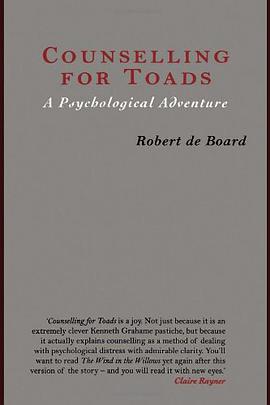 COUNSELLING
FOR TOADS
A Psychological Adventure
Robert de Board
‘Counselling for Toads is a joy. Not just because it is an
extremely clever Kenneth Grahame pastiche, but because
it actually explains counselling as a method of dealing
with psychological distress with admirable clarity. You’ll
want to read The Wind in the Willows yet again after this
version of the story – and you will read it with new eyes.’
Claire Rayner